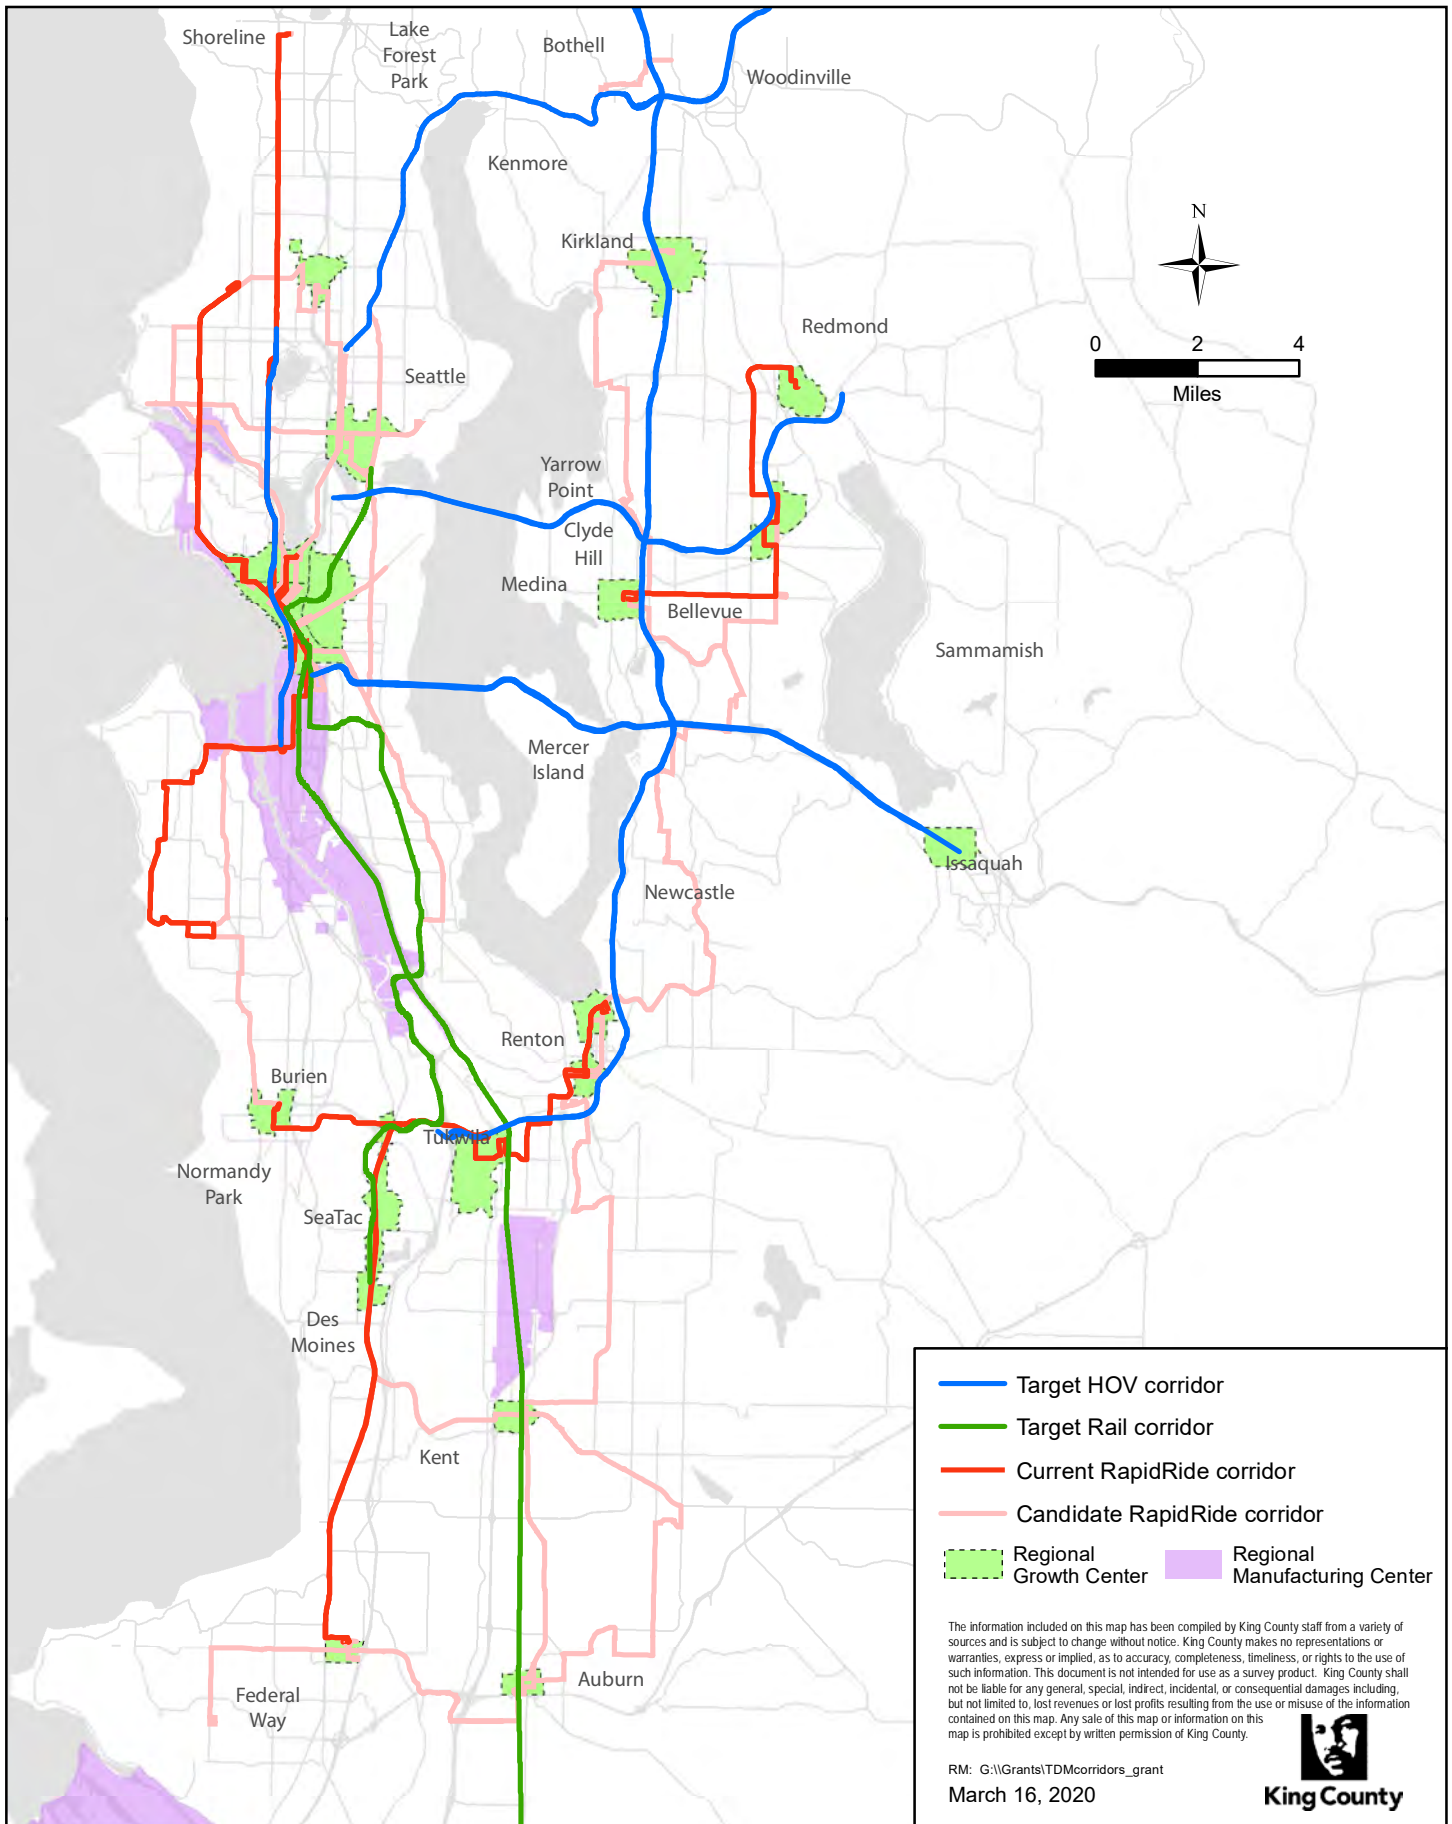 Shoreline
Lake
Forest
Park
Bothell
Woodinville
Kenmore
Kirkland
N
Redmond
0 2 4
Miles
Seattle
Yarrow
Point
Clyde
Hill
Medina
Bellevue
Sammamish
Mercer
Island
Issaquah
Newcastle
Renton
Burien
Tukwila
Normandy
Park
SeaTac
Des
Moines
Kent
Auburn
Federal
Way
Target HOV corridor
Target Rail corridor
Current RapidRide corridor
Candidate RapidRide corridor
Regional
Growth Center
Regional
Manufacturing Center
The information included on this map has been compiled by King County staff from a variety of
sources and is subject to change without notice. King County makes no representations or
warranties, express or implied, as to accuracy, completeness, timeliness, or rights to the use of
such information. This document is not intended for use as a survey product. King County shall
not be liable for any general, special, indirect, incidental, or consequential damages including,
but not limited to, lost revenues or lost profits resulting from the use or misuse of the information
contained on this map. Any sale of this map or information on this
map is prohibited except by written permission of King County.
RM: G:\\Grants\TDMcorridors_grant
March 16, 2020
King County